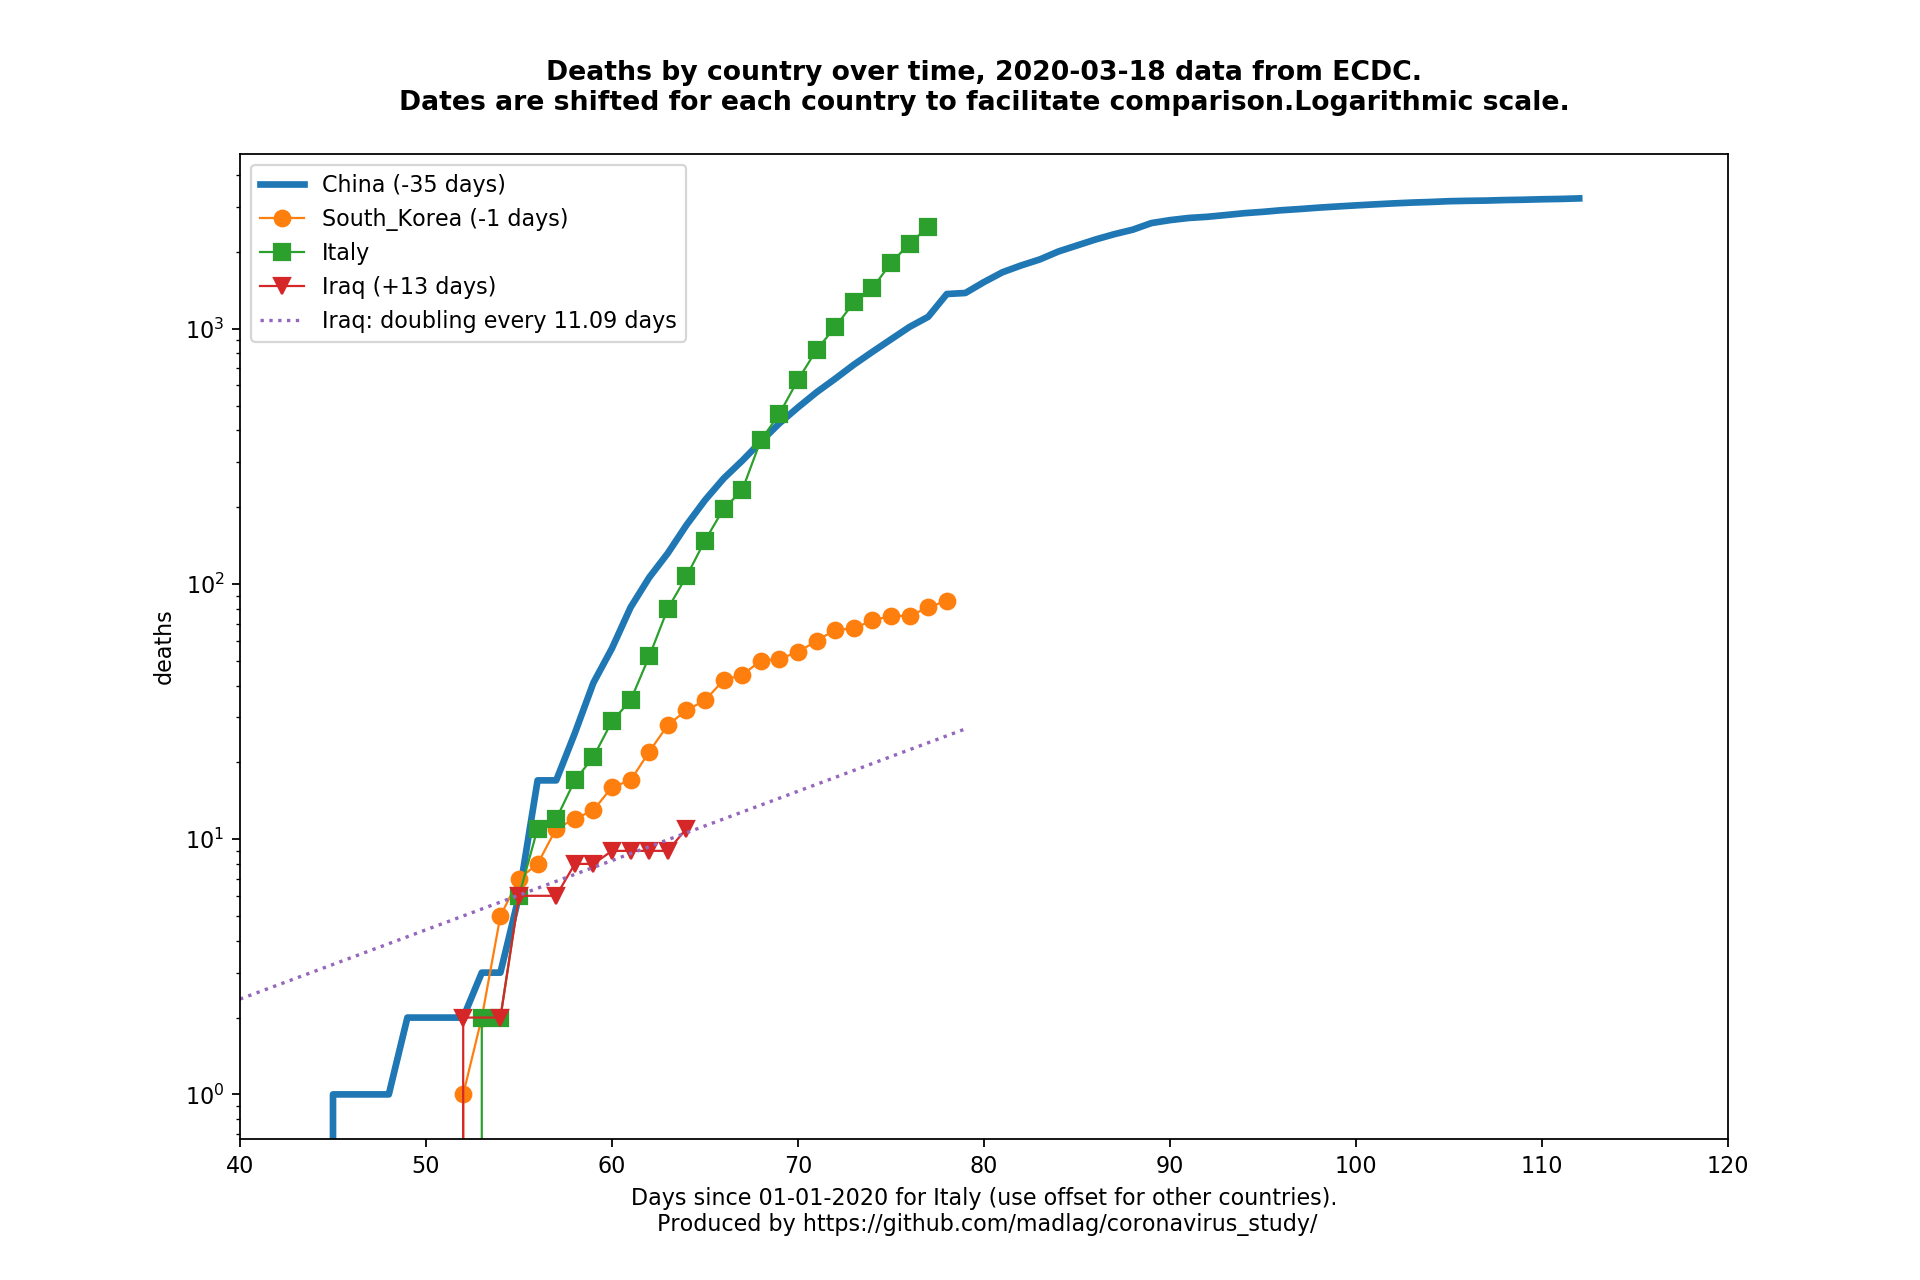 Deaths by country over time, 2020-03-18 data from ECDC.
Dates are shifted for each country to facilitate comparison.Logarithmic scale.
China (-35 days)
South_Korea (-1 days)
Italy
Iraq (+13 days)
Iraq: doubling every 11.09 days
10³
10²
10¹
10⁰
deaths
40 50 60 70 80 90 100 110 120
Days since 01-01-2020 for Italy (use offset for other countries).
Produced by https://github.com/madlag/coronavirus_study/